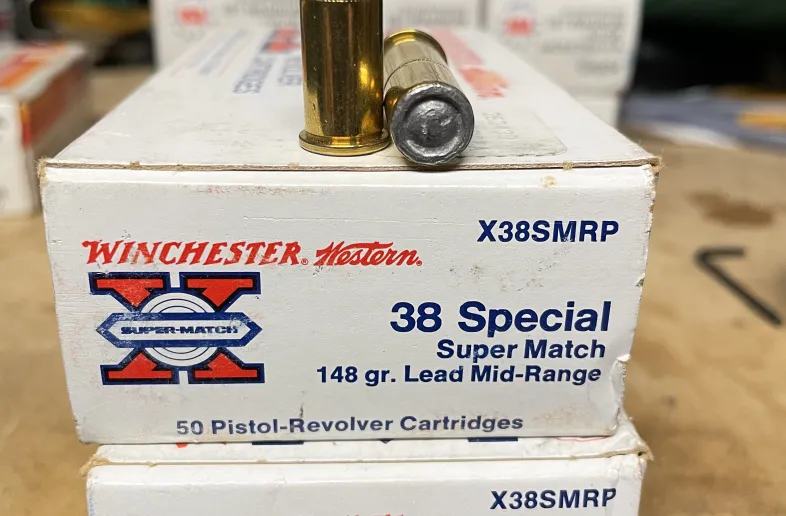 X38SMRP
WINCHESTER® Western®
SUPER-MATCH
38 Special
Super Match
148 gr. Lead Mid-Range
50 Pistol-Revolver Cartridges
X38SMRP